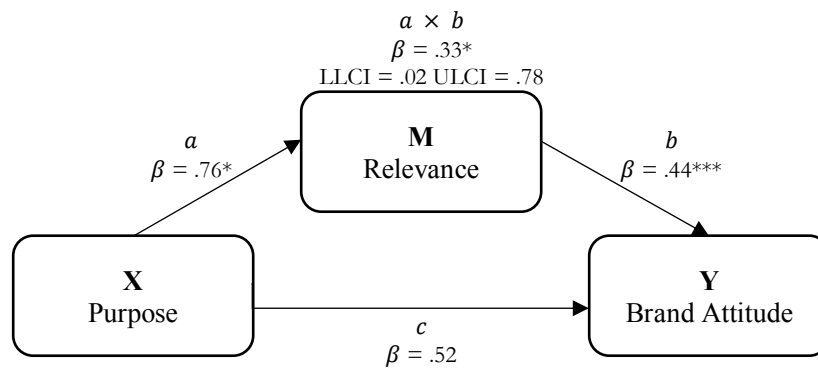 a × b
β = .33*
LLCI = .02 ULCI = .78
M
Relevance
a
β = .76*
b
β = .44***
X
Purpose
Y
Brand Attitude
c
β = .52